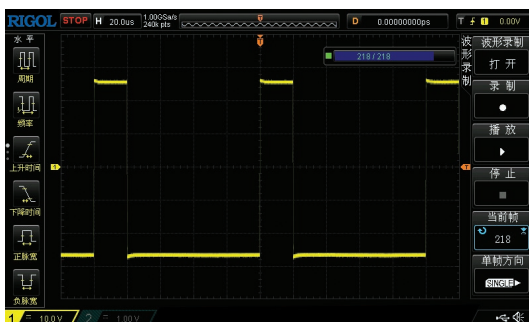 RIGOL STOP H 20.0us 1.00GSa/s 240k pts D 0.00000000ps T 1 0.00V
水平
周期
频率
上升时间
下降时间
正脉宽
负脉宽
218/218
T
1
T
波形录制
波形录制
打开
录制
播放
停止
当前帧
218
单帧方向
SINGLE
1 = 10.0 V 2 = 1.00 V